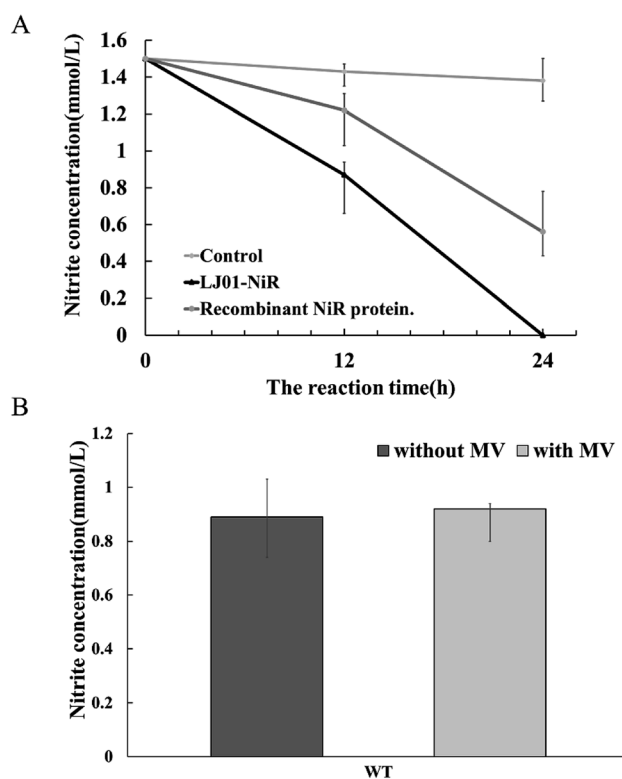 A
Nitrite concentration(mmol/L)
1.6
1.4
1.2
1
0.8
0.6
0.4
0.2
0
Control
LJ01-NiR
Recombinant NiR protein.
0 12 24
The reaction time(h)
B
Nitrite concentration(mmol/L)
1.2
1
0.8
0.6
0.4
0.2
0
without MV with MV
WT